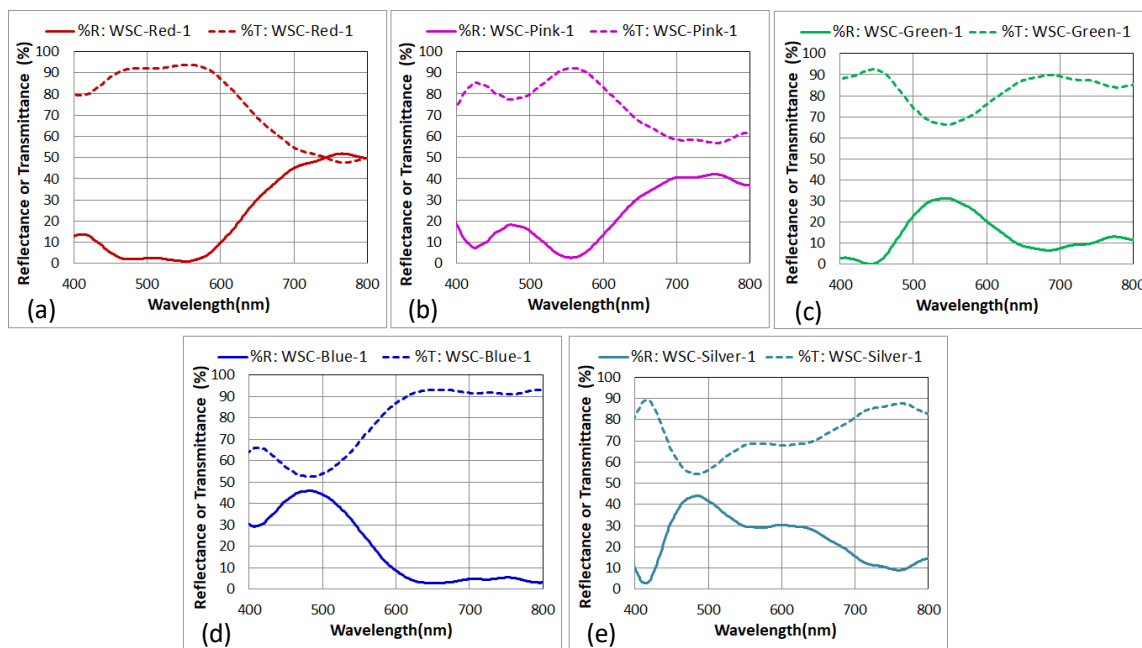 %R: WSC-Red-1 %T: WSC-Red-1
Reflectance or Transmittance (%)
100
90
80
70
60
50
40
30
20
10
0
400 500 600 700 800
Wavelength(nm)
(a)
%R: WSC-Pink-1 %T: WSC-Pink-1
Reflectance or Transmittance (%)
100
90
80
70
60
50
40
30
20
10
0
400 500 600 700 800
Wavelength(nm)
(b)
%R: WSC-Green-1 %T: WSC-Green-1
Reflectance or Transmittance (%)
100
90
80
70
60
50
40
30
20
10
0
400 500 600 700 800
Wavelength(nm)
(c)
%R: WSC-Blue-1 %T: WSC-Blue-1
Reflectance or Transmittance (%)
100
90
80
70
60
50
40
30
20
10
0
400 500 600 700 800
Wavelength(nm)
(d)
%R: WSC-Silver-1 %T: WSC-Silver-1
Reflectance or Transmittance (%)
100
90
80
70
60
50
40
30
20
10
0
400 500 600 700 800
Wavelength(nm)
(e)